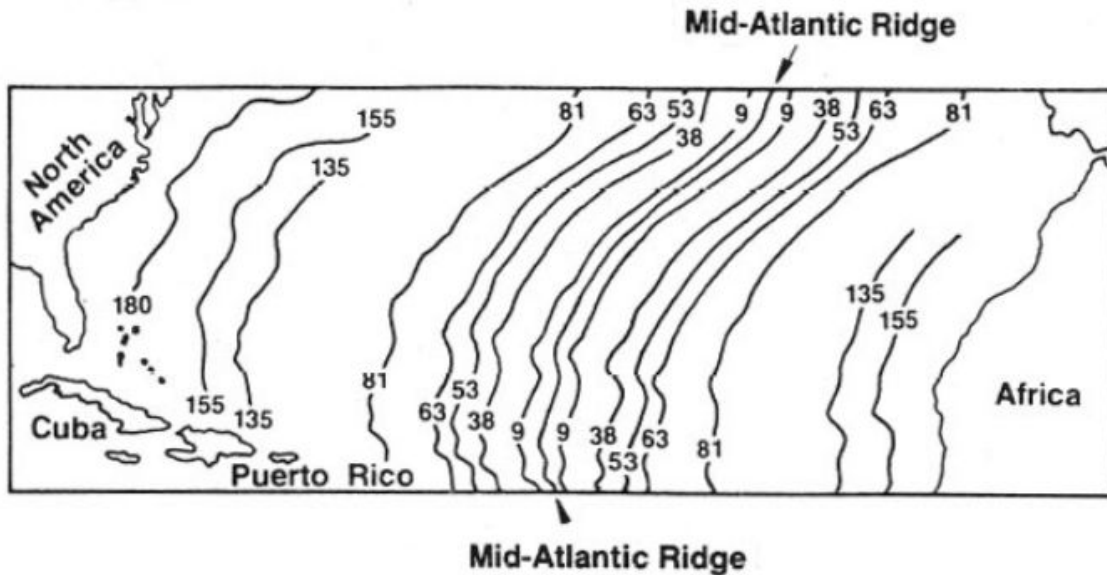 Mid-Atlantic Ridge
81 63 53 38 9 9 38 53 63 81
155
135
North
America
180
135
155
81
155 135
63 53 38 9 9 38 53 63 81
Cuba
Africa
Puerto Rico
Mid-Atlantic Ridge